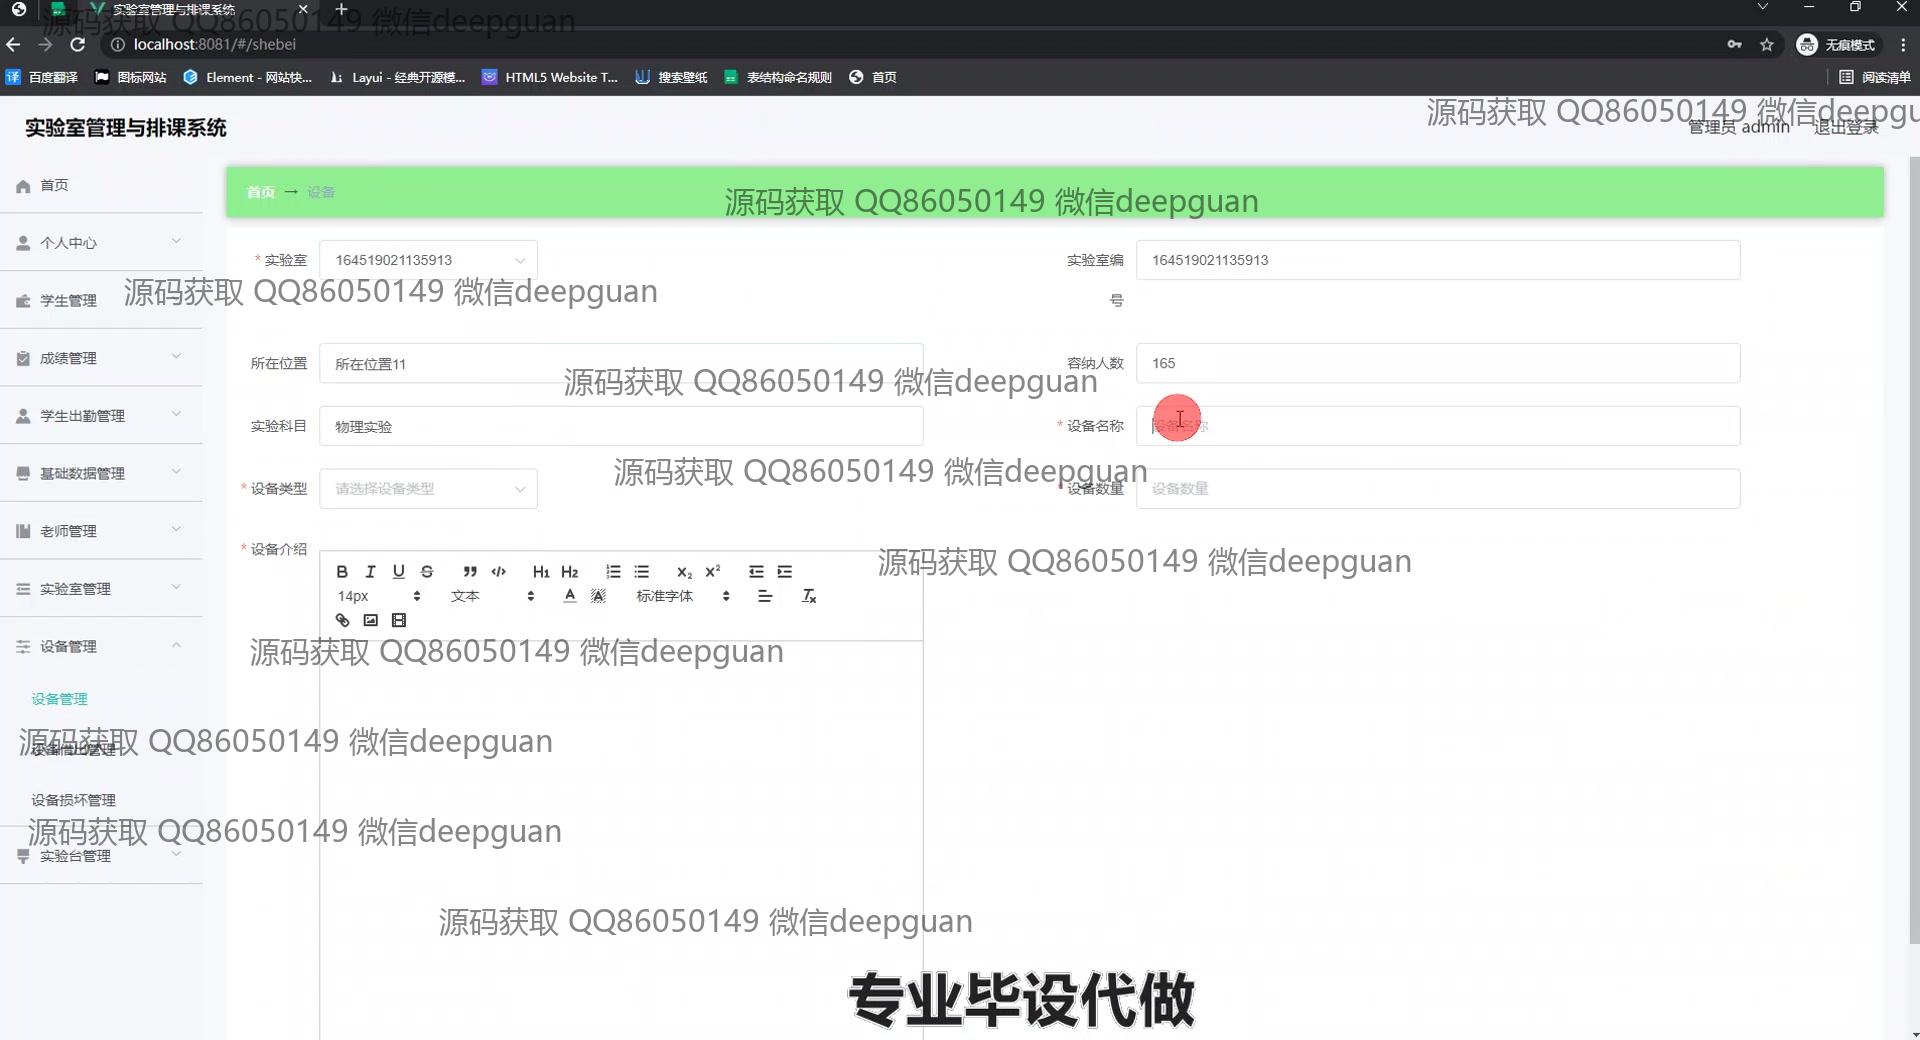 实验室管理与排课系统
源码获取 QQ86050149 微信deepguan
localhost:8081/#/shebei
无痕模式
百度翻译
图标网站
Element - 网站快...
Layui - 经典开源模...
HTML5 Website T...
搜索壁纸
表结构命名规则
首页
阅读清单
源码获取 QQ86050149 微信deepgu
实验室管理与排课系统
管理员 admin
退出登录
首页
个人中心
学生管理
成绩管理
学生出勤管理
基础数据管理
老师管理
实验室管理
设备管理
设备管理
设备借出管理
设备损坏管理
实验台管理
首页 → 设备
源码获取 QQ86050149 微信deepguan
* 实验室
164519021135913
实验室编号
164519021135913
源码获取 QQ86050149 微信deepguan
所在位置
所在位置11
容纳人数
165
源码获取 QQ86050149 微信deepguan
实验科目
物理实验
* 设备名称
设备名称
源码获取 QQ86050149 微信deepguan
* 设备类型
请选择设备类型
* 设备数量
设备数量
* 设备介绍
源码获取 QQ86050149 微信deepguan
B I U S H1 H2 x₂ x²
14px
文本
标准字体
源码获取 QQ86050149 微信deepguan
源码获取 QQ86050149 微信deepguan
源码获取 QQ86050149 微信deepguan
源码获取 QQ86050149 微信deepguan
专业毕设代做